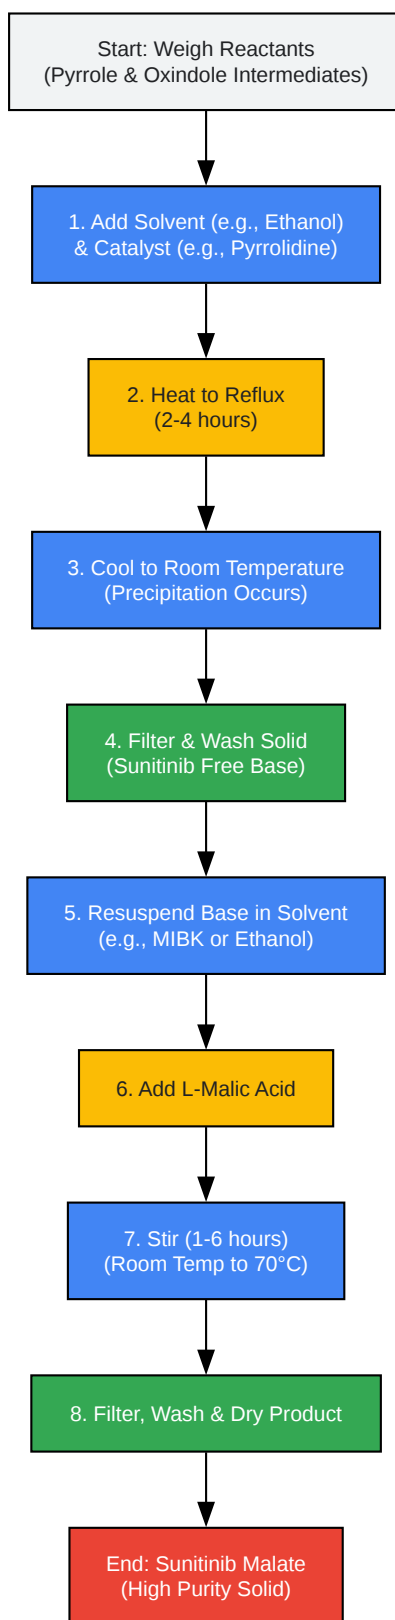 Start: Weigh Reactants
(Pyrrole & Oxindole Intermediates)
1. Add Solvent (e.g., Ethanol)
& Catalyst (e.g., Pyrrolidine)
2. Heat to Reflux
(2-4 hours)
3. Cool to Room Temperature
(Precipitation Occurs)
4. Filter & Wash Solid
(Sunitinib Free Base)
5. Resuspend Base in Solvent
(e.g., MIBK or Ethanol)
6. Add L-Malic Acid
7. Stir (1-6 hours)
(Room Temp to 70°C)
8. Filter, Wash & Dry Product
End: Sunitinib Malate
(High Purity Solid)